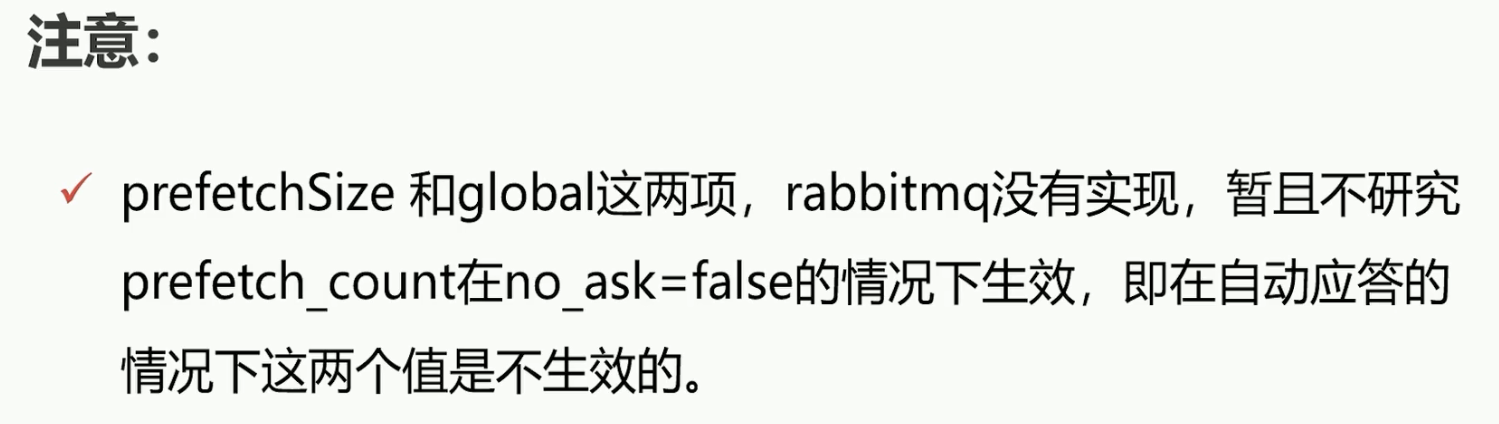 注意：
prefetchSize 和global这两项，rabbitmq没有实现，暂且不研究
prefetch_count在no_ask=false的情况下生效，即在自动应答的
情况下这两个值是不生效的。